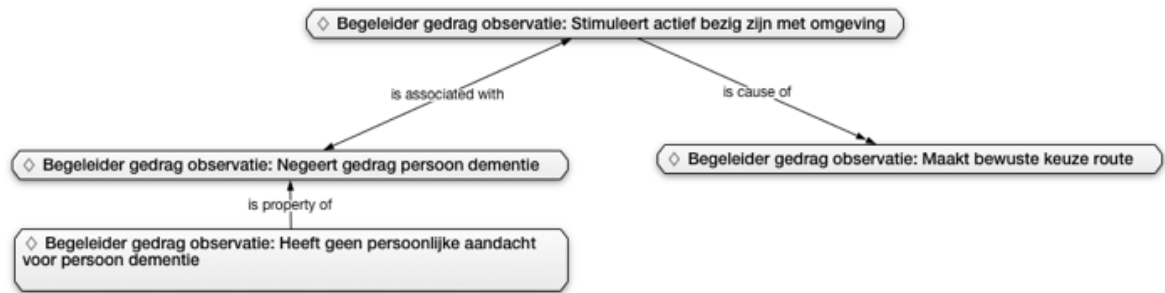 ◇ Begeleider gedrag observatie: Stimuleert actief bezig zijn met omgeving
is associated with
is cause of
◇ Begeleider gedrag observatie: Negeert gedrag persoon dementie
◇ Begeleider gedrag observatie: Maakt bewuste keuze route
is property of
◇ Begeleider gedrag observatie: Heeft geen persoonlijke aandacht
voor persoon dementie